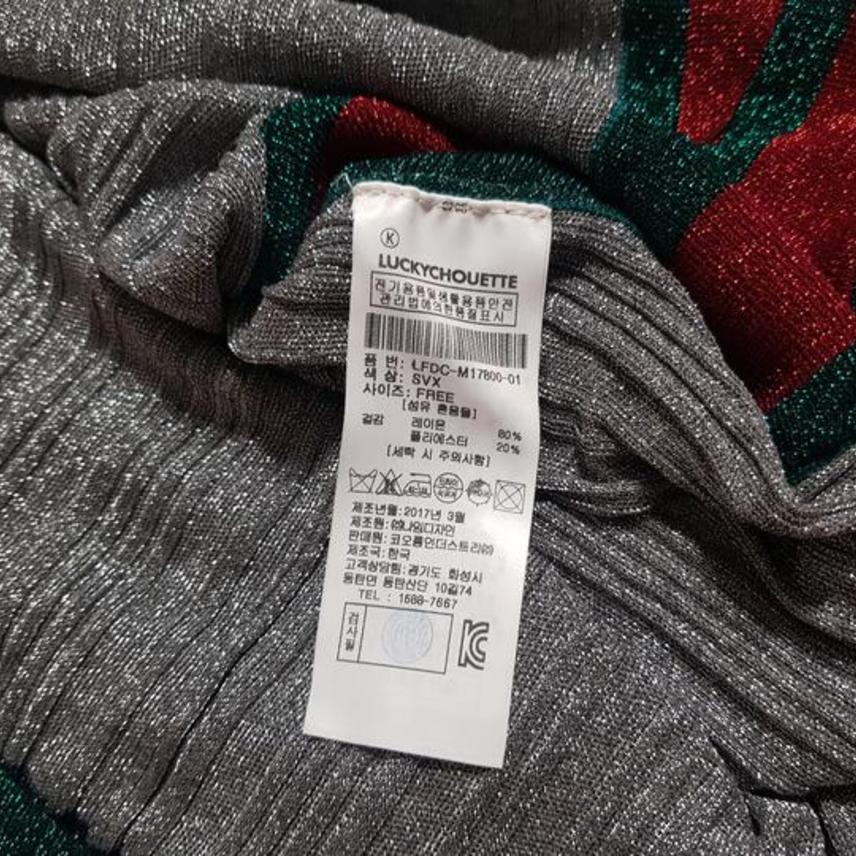 K
LUCKYCHOUETTE
전기용품및생활용품안전
관리법에의한품질표시
품 번: LFDC-M17800-01
색 상: SVX
사이즈: FREE
[섬유 혼용률]
겉감 레이온 80%
폴리에스터 20%
[세탁 시 주의사항]
제조년월:2017년 3월
제조원:㈜나임디자인
판매원:코오롱인더스트리㈜
제조국:한국
고객상담팀:경기도 화성시
동탄면 동탄산단 10길74
TEL : 1688-7667
검사필
KC